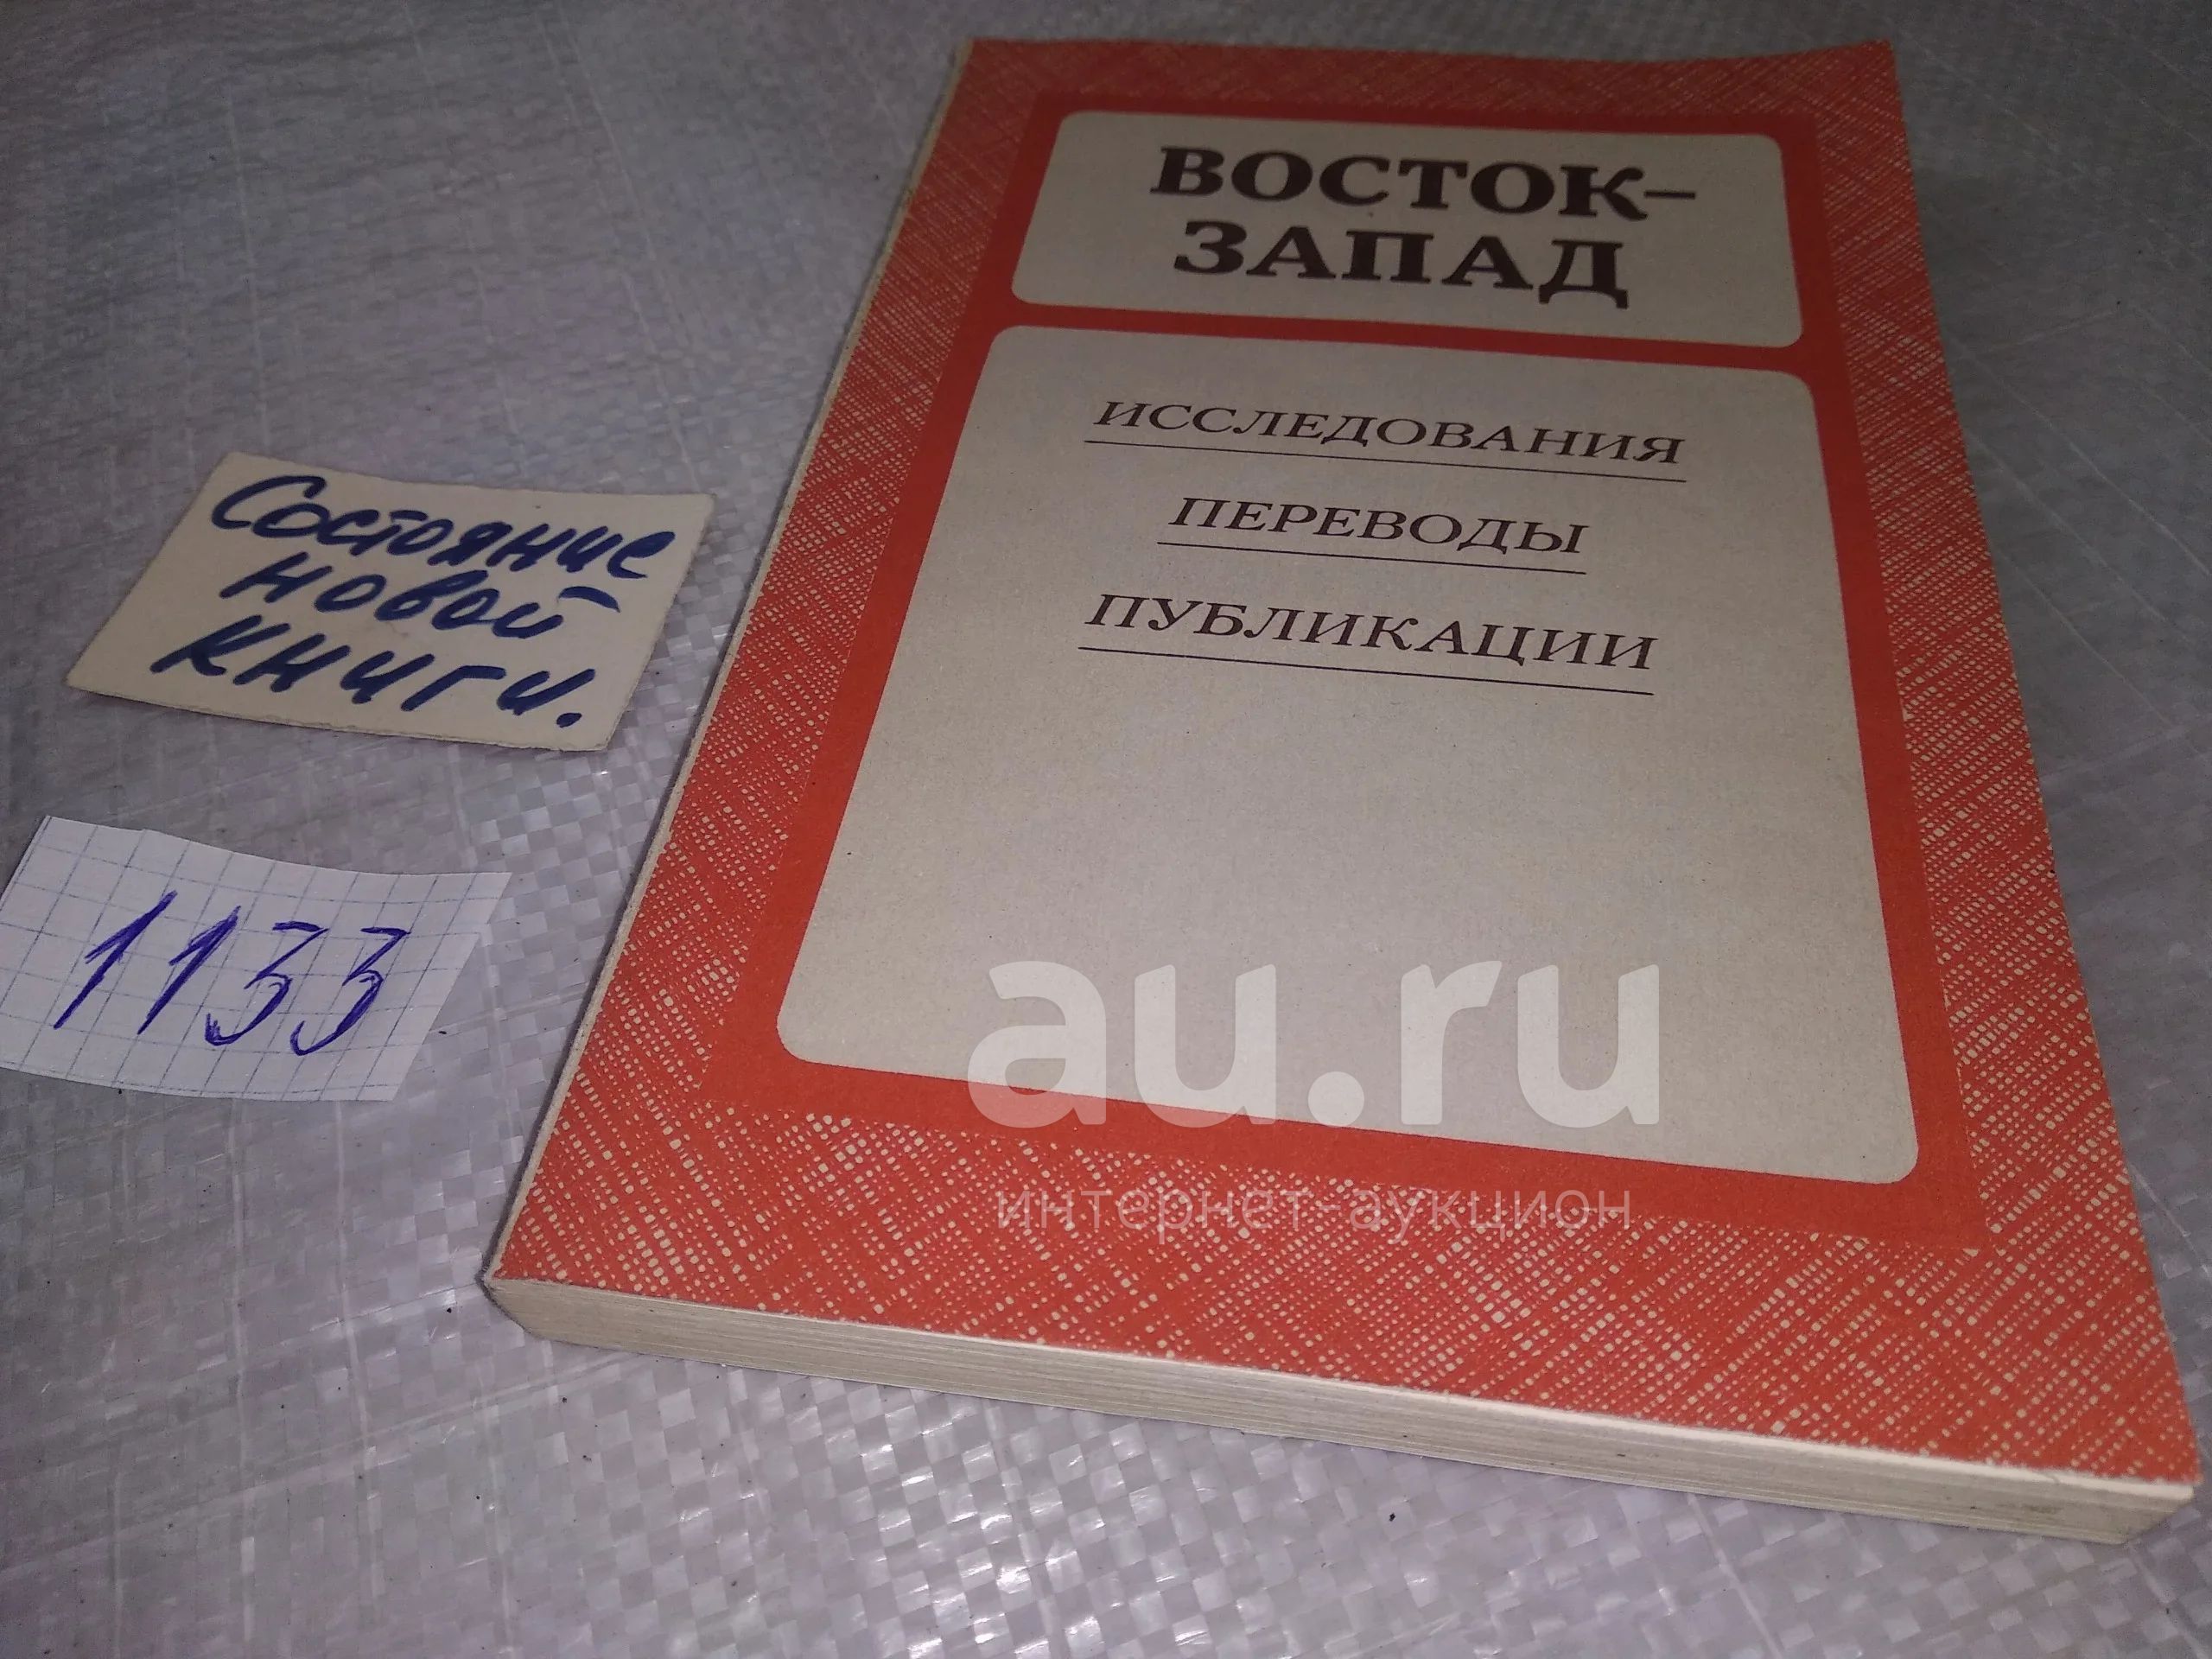 ВОСТОК-
ЗАПАД
ИССЛЕДОВАНИЯ
ПЕРЕВОДЫ
ПУБЛИКАЦИИ
Состояние
новой
книги.
1133
au.ru
интернет-аукцион